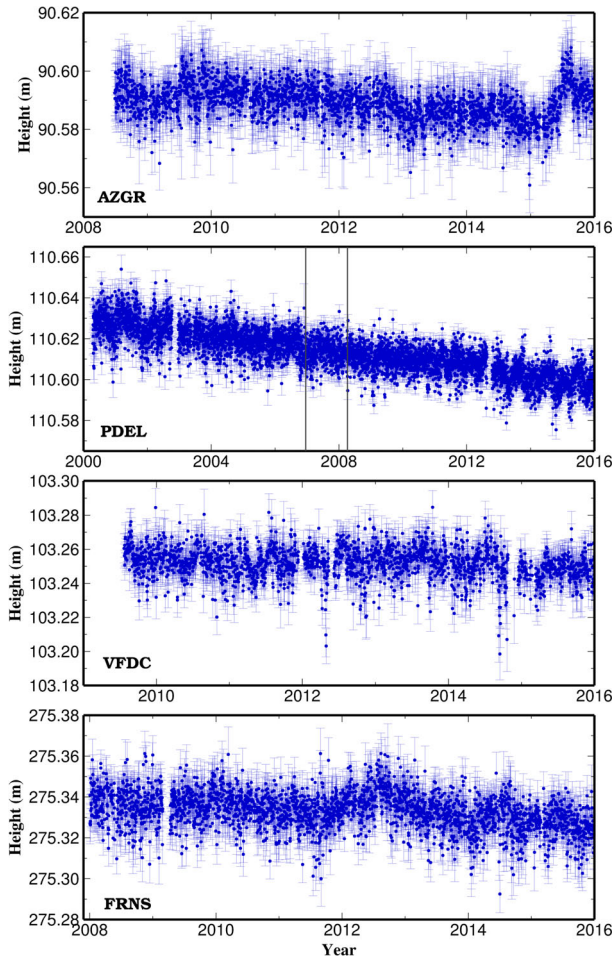 90.62
90.60
90.58
90.56
Height (m)
AZGR
2008 2010 2012 2014 2016
110.66
110.64
110.62
110.60
110.58
Height (m)
PDEL
2000 2004 2008 2012 2016
103.30
103.28
103.26
103.24
103.22
103.20
103.18
Height (m)
VFDC
2010 2012 2014 2016
275.38
275.36
275.34
275.32
275.30
275.28
Height (m)
FRNS
2008 2010 2012 2014 2016
Year